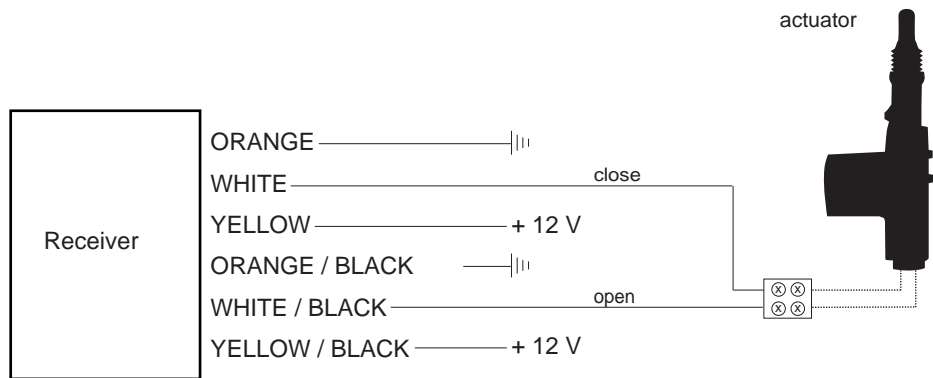 actuator
ORANGE
WHITE
close
YELLOW
+ 12 V
Receiver
ORANGE / BLACK
WHITE / BLACK
open
YELLOW / BLACK
+ 12 V
x x
x x